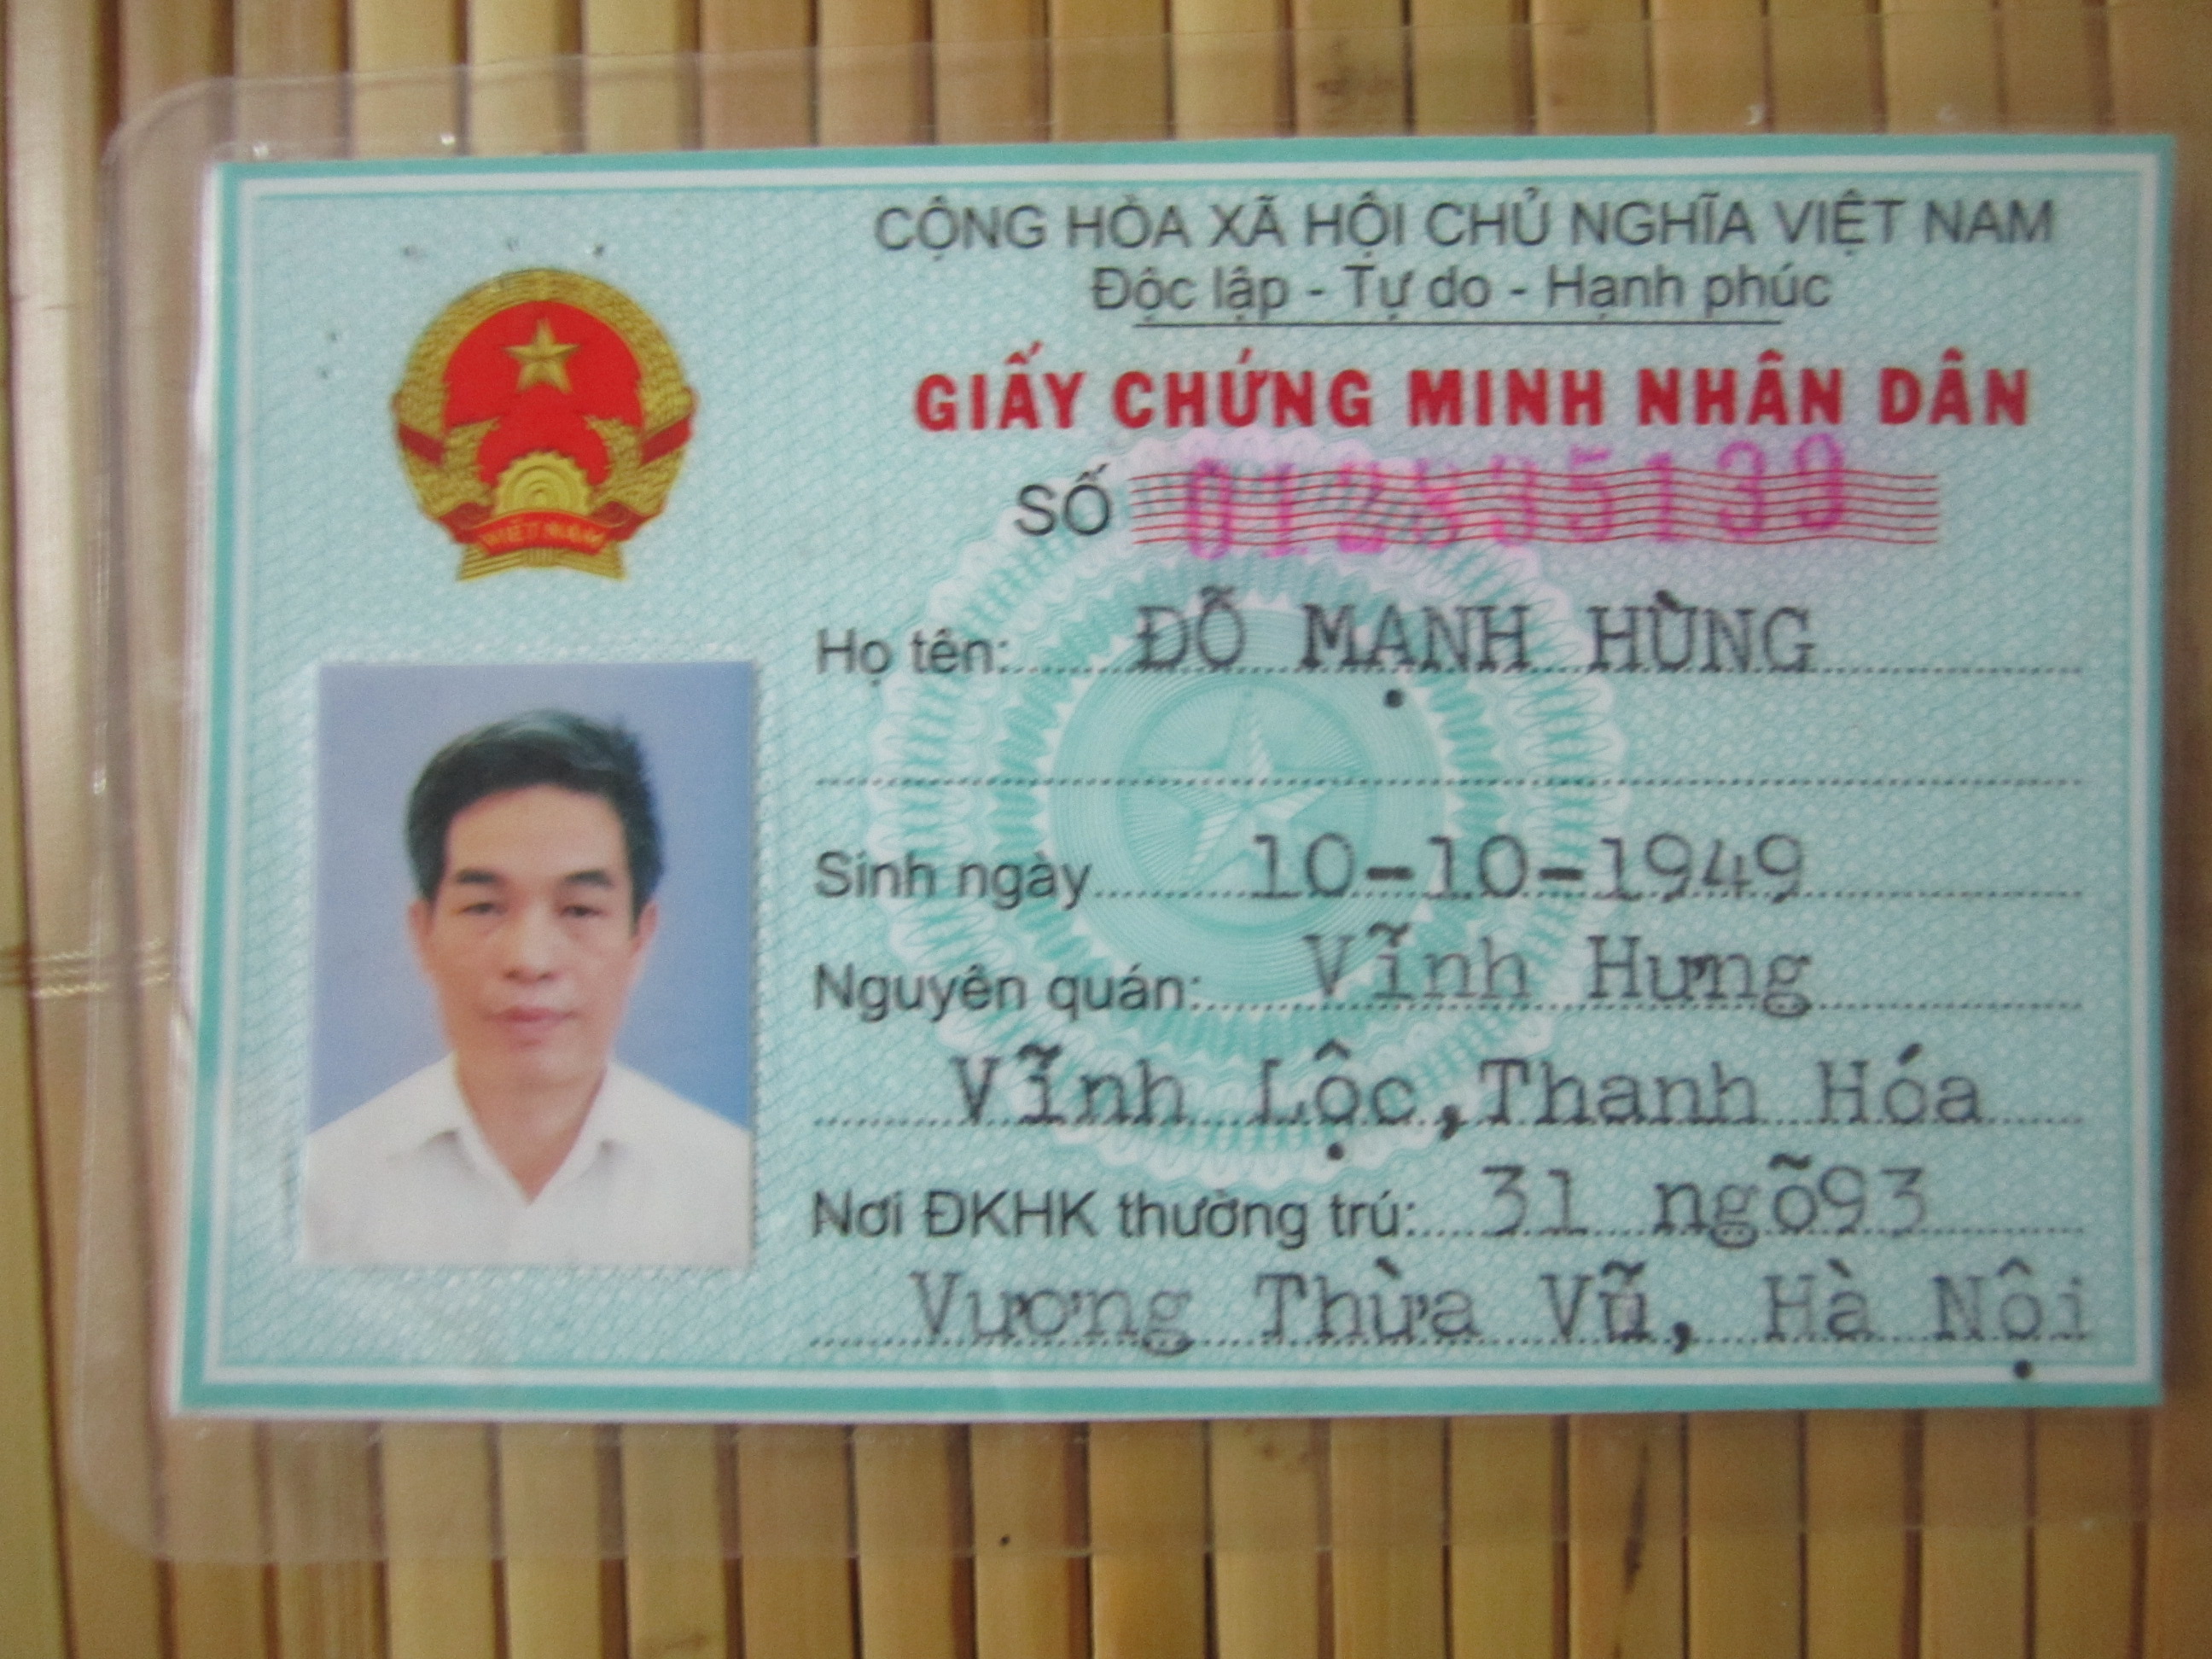 CỘNG HÒA XÃ HỘI CHỦ NGHĨA VIỆT NAM
Độc lập - Tự do - Hạnh phúc
GIẤY CHỨNG MINH NHÂN DÂN
SỐ
VIỆT NAM
Họ tên: ĐỖ MẠNH HÙNG
Sinh ngày 10-10-1949
Nguyên quán: Vĩnh Hưng
Vĩnh Lộc, Thanh Hóa
Nơi ĐKHK thường trú: 31 ngõ93
Vương Thừa Vũ, Hà Nội